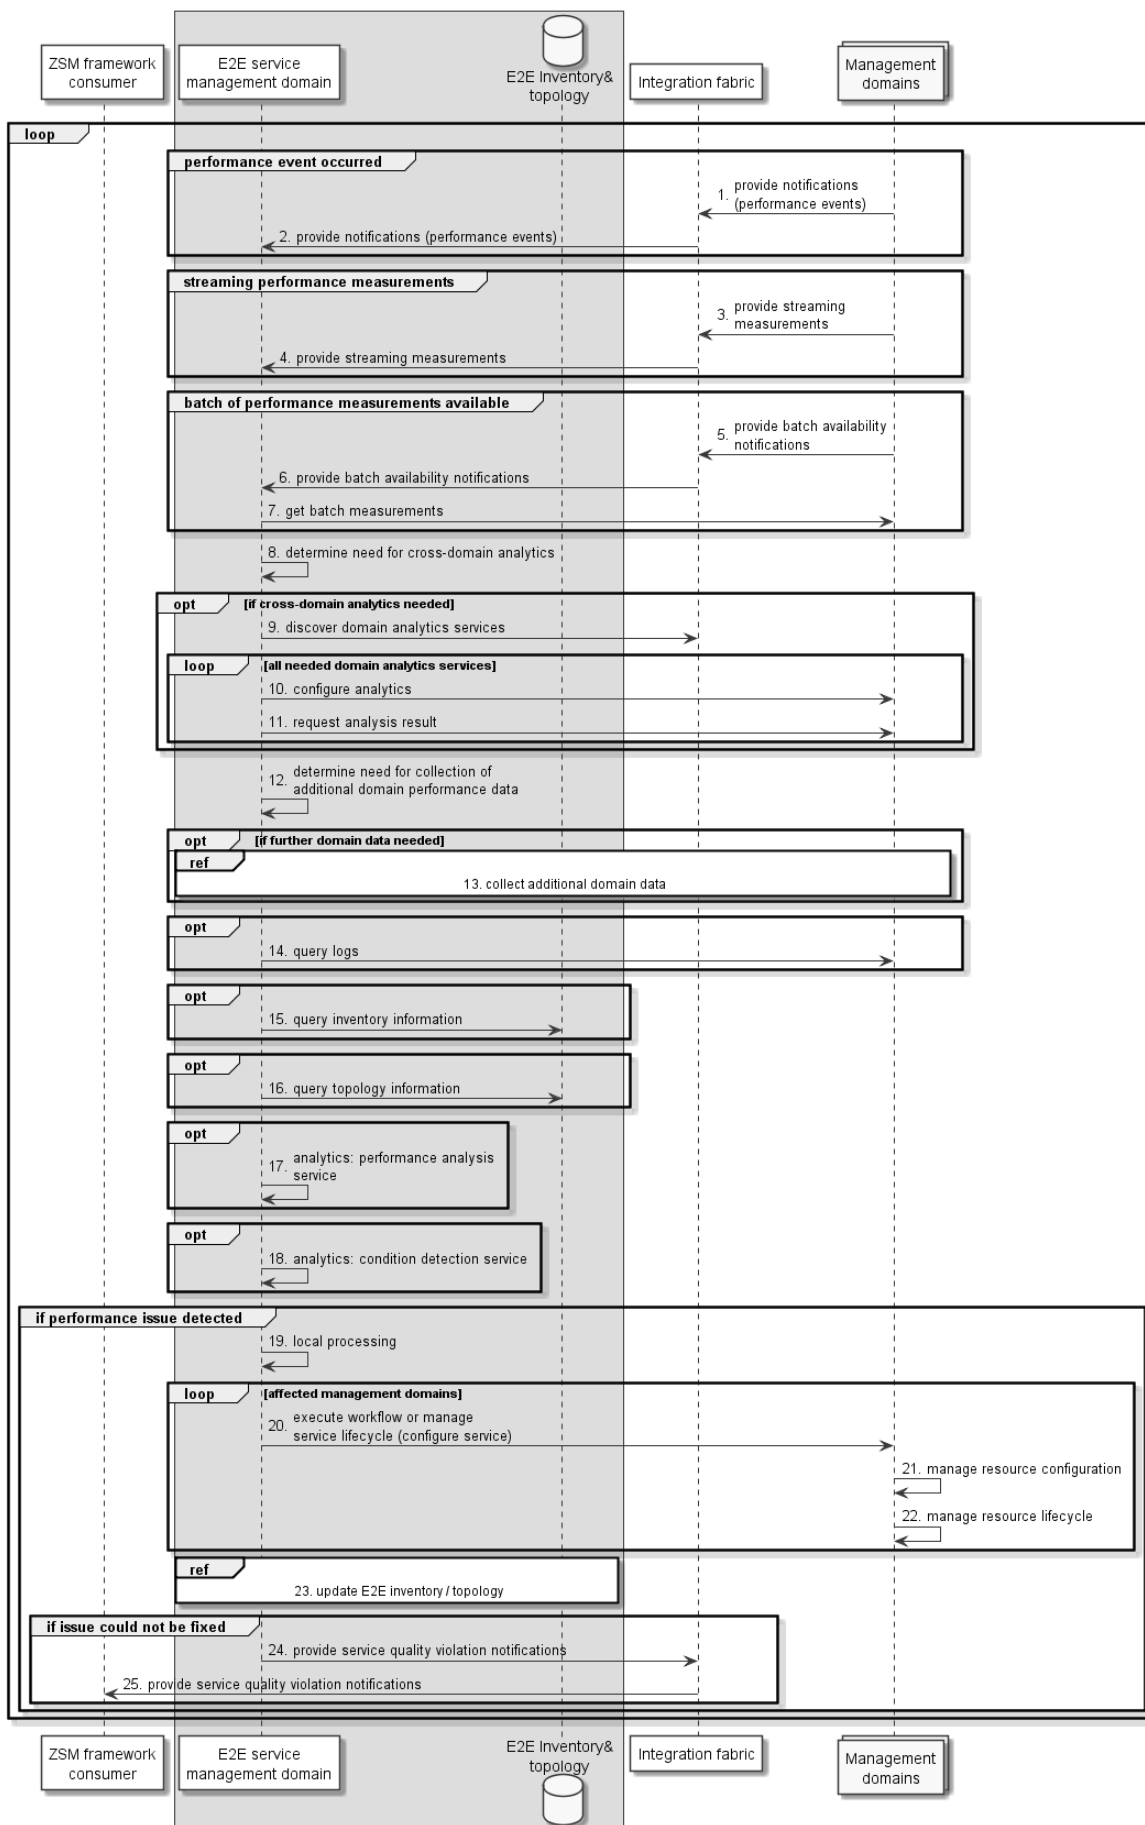 ZSM framework
consumer
E2E service
management domain
E2E Inventory&
topology
Integration fabric
Management
domains
loop
performance event occurred
1. provide notifications
(performance events)
2. provide notifications (performance events)
streaming performance measurements
3. provide streaming
measurements
4. provide streaming measurements
batch of performance measurements available
5. provide batch availability
notifications
6. provide batch availability notifications
7. get batch measurements
8. determine need for cross-domain analytics
opt [if cross-domain analytics needed]
9. discover domain analytics services
loop [all needed domain analytics services]
10. configure analytics
11. request analysis result
12. determine need for collection of
additional domain performance data
opt [if further domain data needed]
ref
13. collect additional domain data
opt
14. query logs
opt
15. query inventory information
opt
16. query topology information
opt
17. analytics: performance analysis
service
opt
18. analytics: condition detection service
if performance issue detected
19. local processing
loop [affected management domains]
20. execute workflow or manage
service lifecycle (configure service)
21. manage resource configuration
22. manage resource lifecycle
ref
23. update E2E inventory / topology
if issue could not be fixed
24. provide service quality violation notifications
25. provide service quality violation notifications
ZSM framework
consumer
E2E service
management domain
E2E Inventory&
topology
Integration fabric
Management
domains